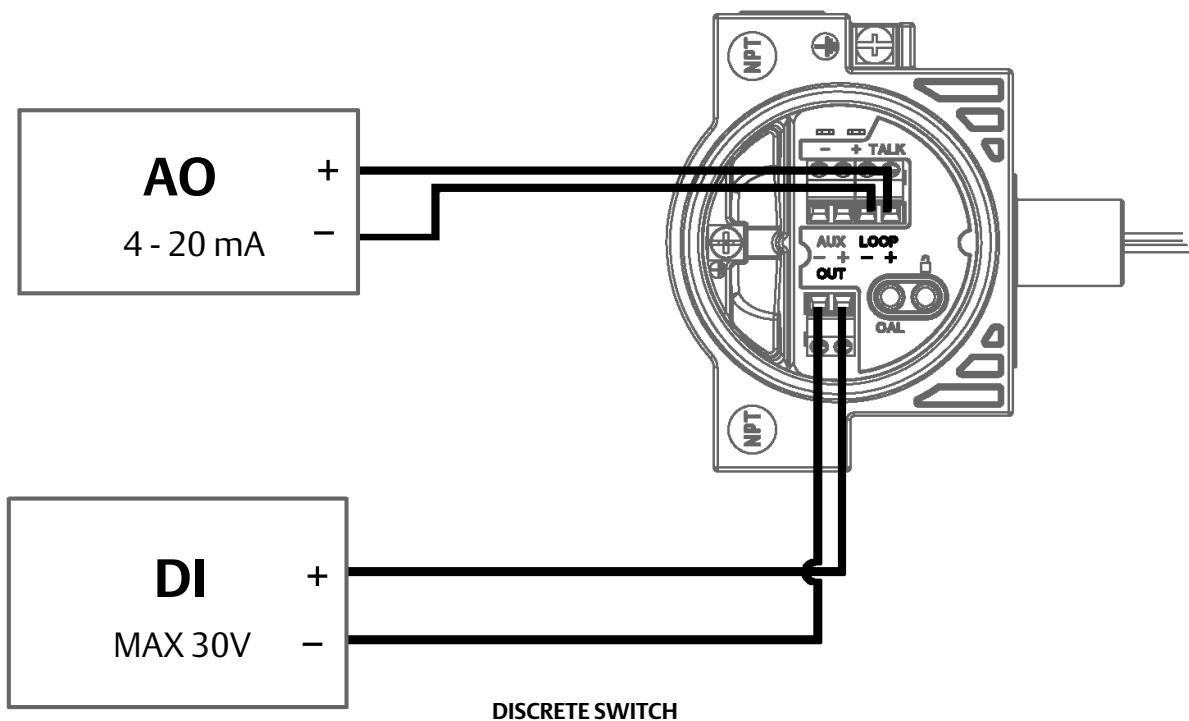 NPT
AO
+
4 - 20 mA
−
− + TALK
AUX LOOP
− + − +
OUT
CAL
NPT
DI
+
MAX 30V
−
DISCRETE SWITCH